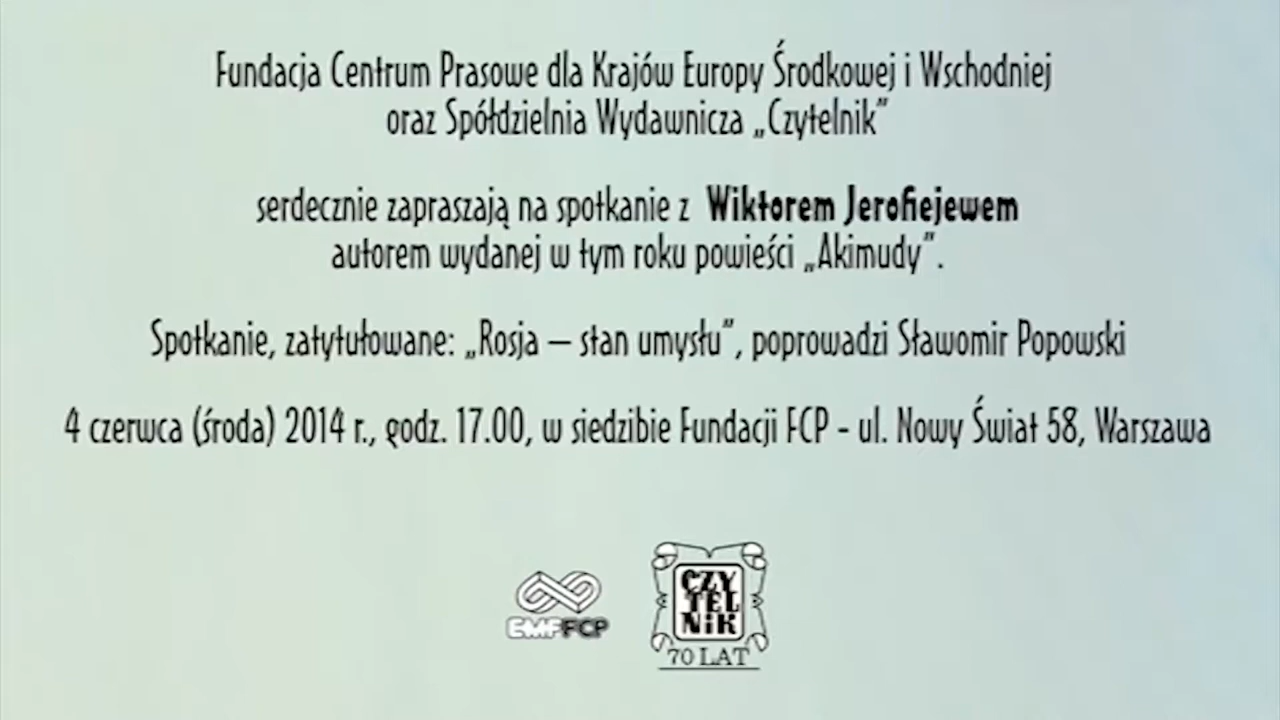 Fundacja Centrum Prasowe dla Krajów Europy Środkowej i Wschodniej
oraz Spółdzielnia Wydawnicza „Czytelnik”
serdecznie zapraszają na spotkanie z Wiktorem Jerofiejewem
autorem wydanej w tym roku powieści „Akimudy”.
Spotkanie, zatytułowane: „Rosja – stan umysłu”, poprowadzi Sławomir Popowski
4 czerwca (środa) 2014 r., godz. 17.00, w siedzibie Fundacji FCP - ul. Nowy Świat 58, Warszawa
EMFFCP
CZY
TEL
NiK
70 LAT